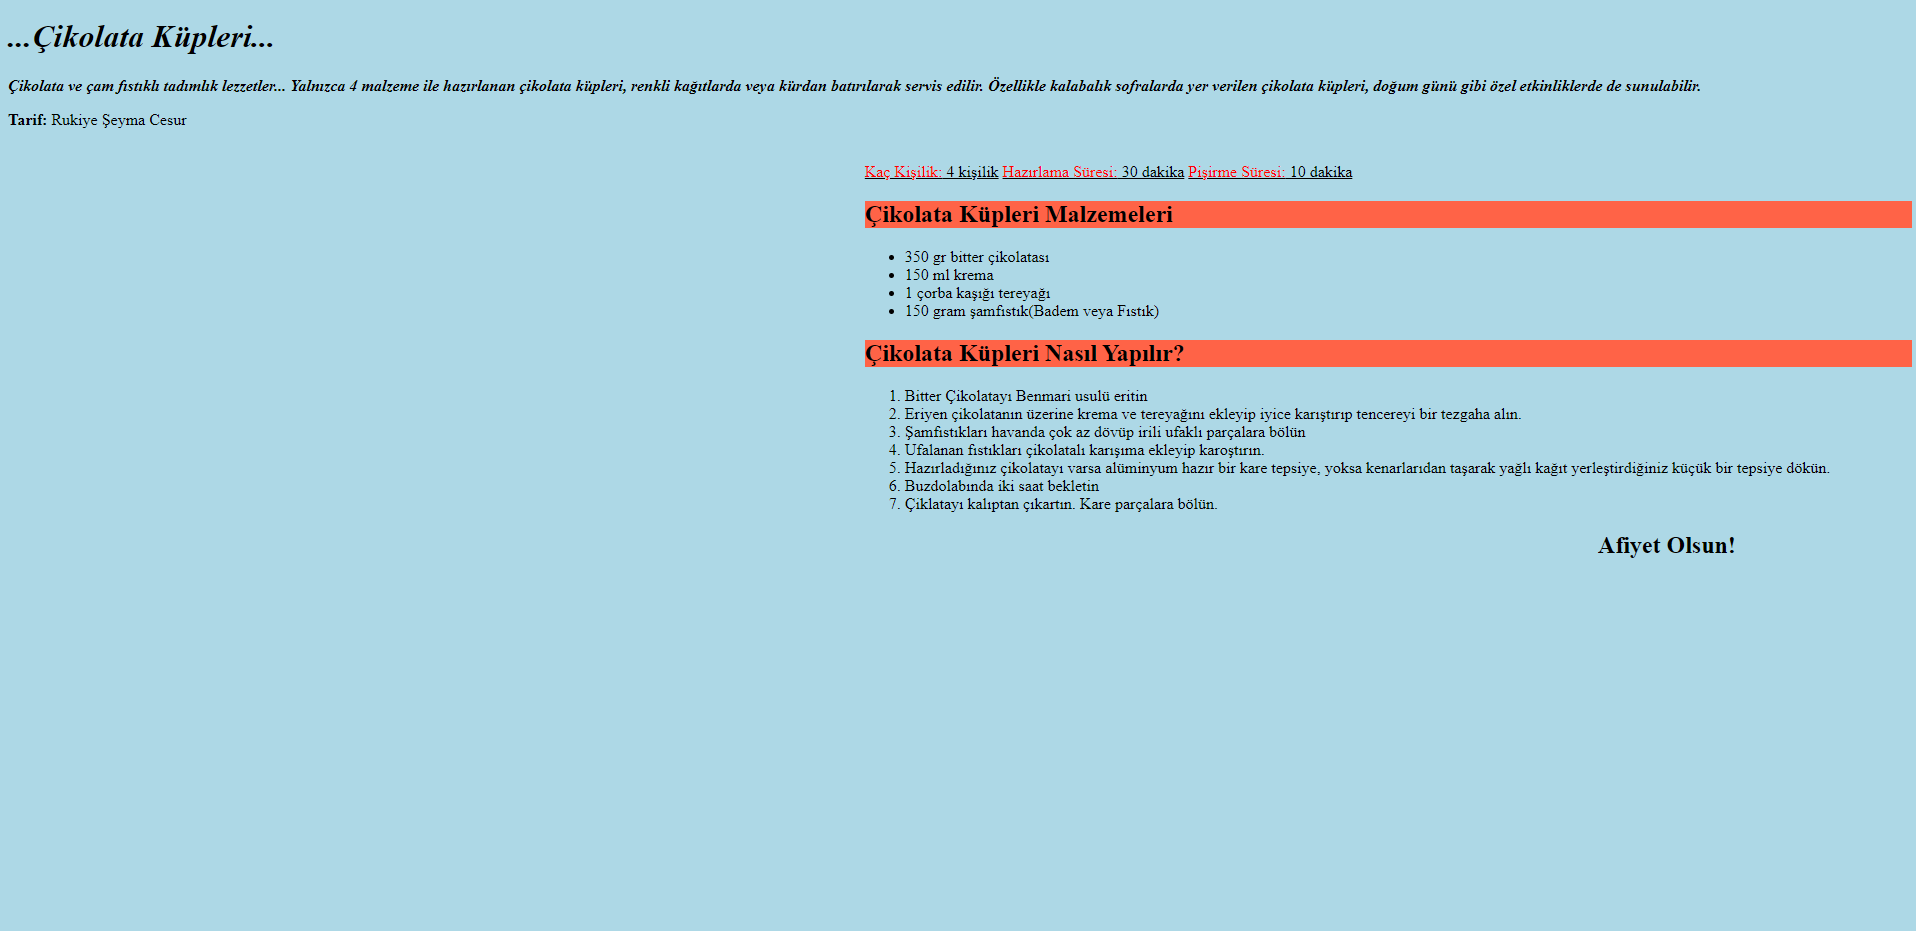 ...Çikolata Küpleri...
Çikolata ve çam fıstıklı tadımlık lezzetler... Yalnızca 4 malzeme ile hazırlanan çikolata küpleri, renkli kağıtlarda veya kürdan batırılarak servis edilir. Özellikle kalabalık sofralarda yer verilen çikolata küpleri, doğum günü gibi özel etkinliklerde de sunulabilir.
Tarif: Rukiye Şeyma Cesur
Kaç Kişilik: 4 kişilik Hazırlama Süresi: 30 dakika Pişirme Süresi: 10 dakika
Çikolata Küpleri Malzemeleri
• 350 gr bitter çikolatası
• 150 ml krema
• 1 çorba kaşığı tereyağı
• 150 gram şamfıstık(Badem veya Fıstık)
Çikolata Küpleri Nasıl Yapılır?
1. Bitter Çikolatayı Benmari usulü eritin
2. Eriyen çikolatanın üzerine krema ve tereyağını ekleyip iyice karıştırıp tencereyi bir tezgaha alın.
3. Şamfıstıkları havanda çok az dövüp irili ufaklı parçalara bölün
4. Ufalanan fıstıkları çikolatalı karışıma ekleyip karoştırın.
5. Hazırladığınız çikolatayı varsa alüminyum hazır bir kare tepsiye, yoksa kenarlarıdan taşarak yağlı kağıt yerleştirdiğiniz küçük bir tepsiye dökün.
6. Buzdolabında iki saat bekletin
7. Çiklatayı kalıptan çıkartın. Kare parçalara bölün.
Afiyet Olsun!